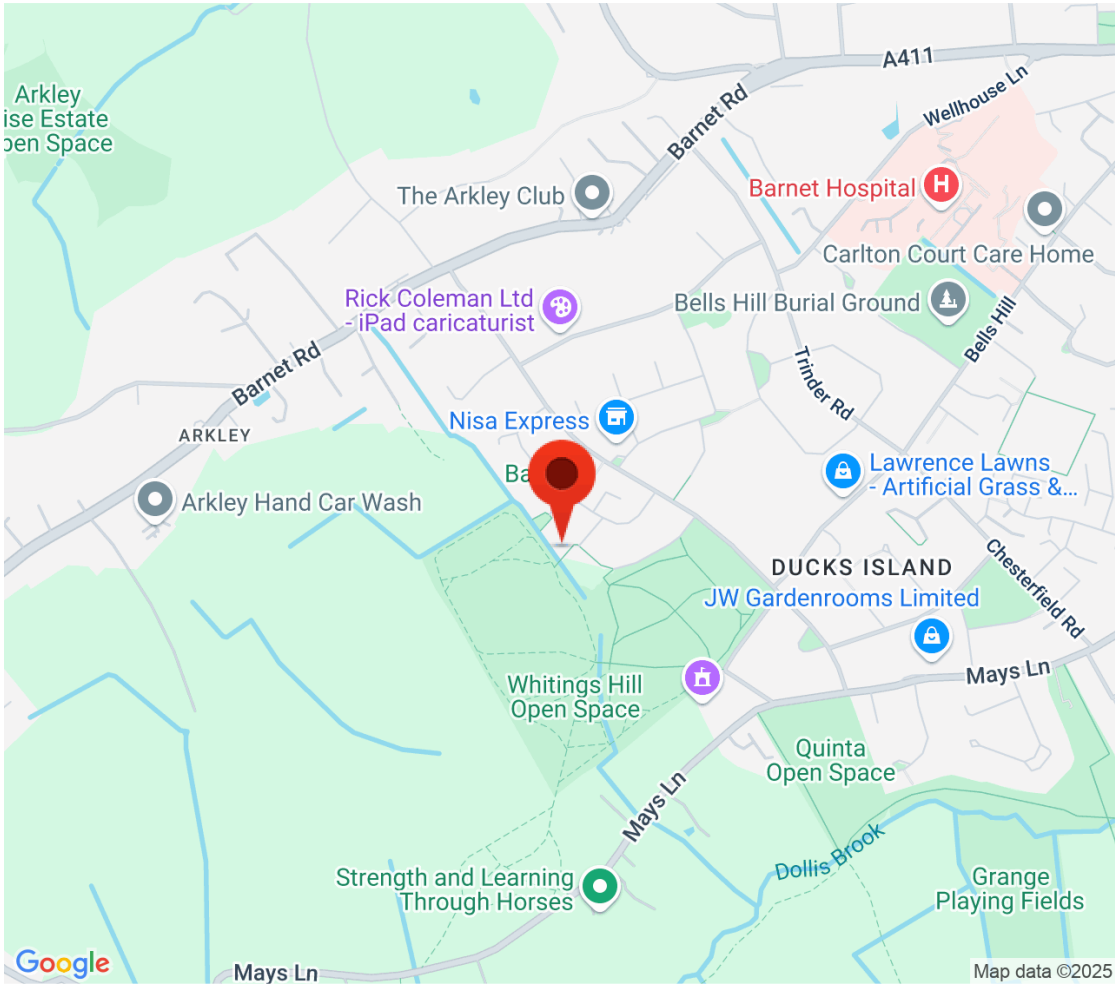 A411
Wellhouse Ln
Arkley
ise Estate
pen Space
Barnet Rd
The Arkley Club
Barnet Hospital
H
Carlton Court Care Home
Rick Coleman Ltd
- iPad caricaturist
Bells Hill Burial Ground
Bells Hill
Barnet Rd
Trinder Rd
Nisa Express
ARKLEY
Ba
Lawrence Lawns
- Artificial Grass &...
Arkley Hand Car Wash
Chesterfield Rd
DUCKS ISLAND
JW Gardenrooms Limited
Mays Ln
Whitings Hill
Open Space
Quinta
Open Space
Mays Ln
Dollis Brook
Strength and Learning
Through Horses
Grange
Playing Fields
Google
Mays Ln
Map data ©2025